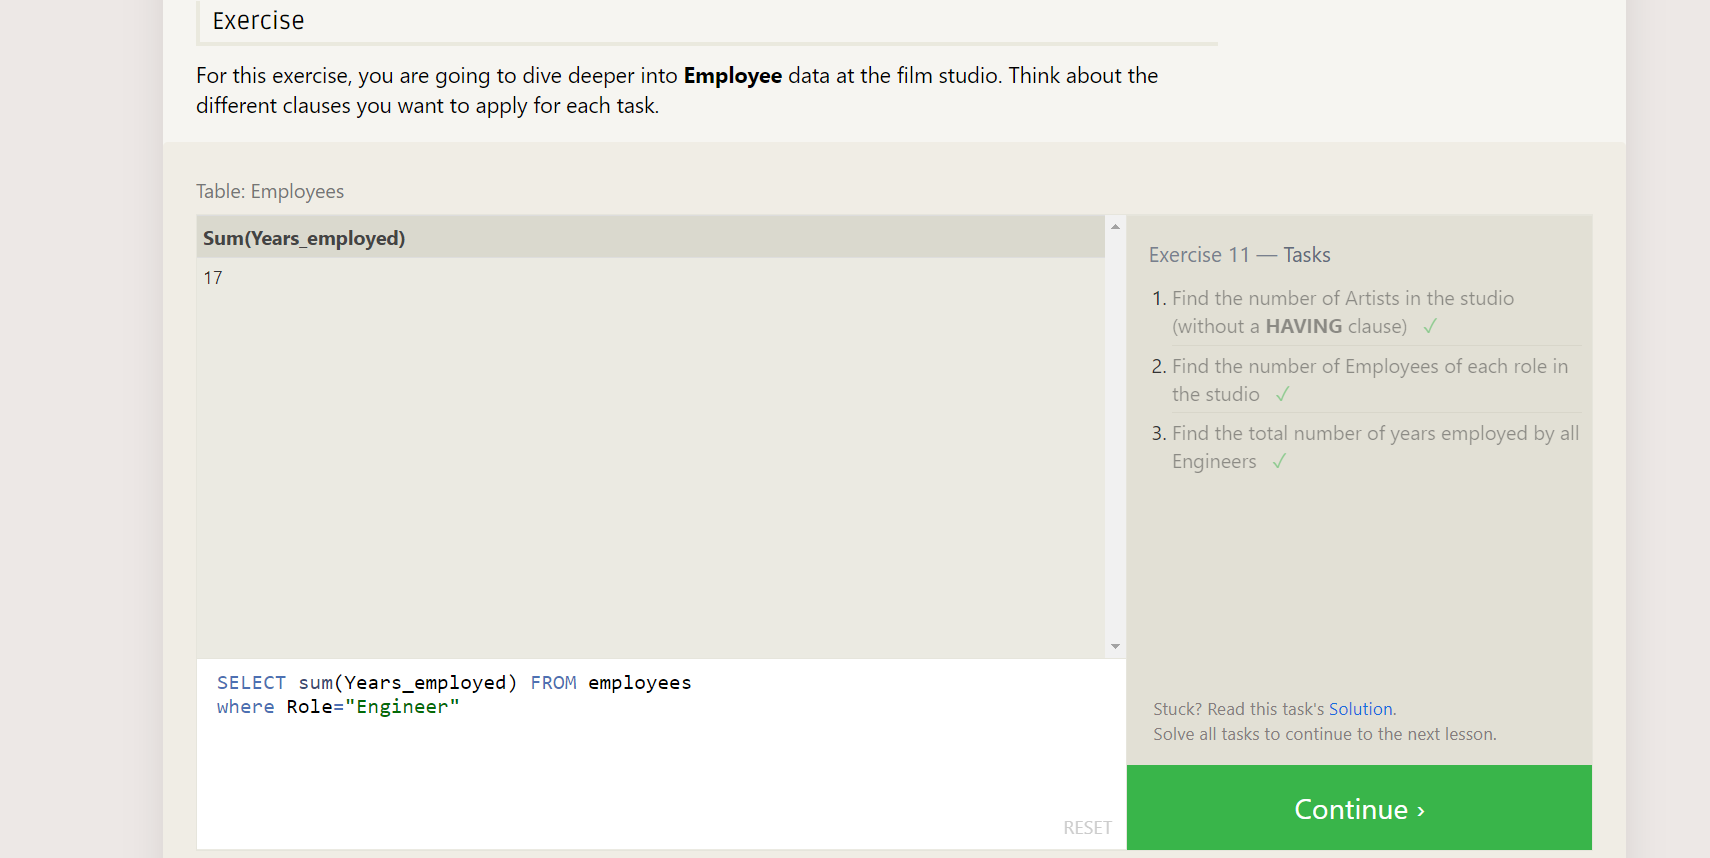 Exercise
For this exercise, you are going to dive deeper into Employee data at the film studio. Think about the
different clauses you want to apply for each task.
Table: Employees
Sum(Years_employed)
17
SELECT sum(Years_employed) FROM employees
where Role="Engineer"
RESET
Exercise 11 — Tasks
1. Find the number of Artists in the studio
(without a HAVING clause) ✓
2. Find the number of Employees of each role in
the studio ✓
3. Find the total number of years employed by all
Engineers ✓
Stuck? Read this task's Solution.
Solve all tasks to continue to the next lesson.
Continue ›